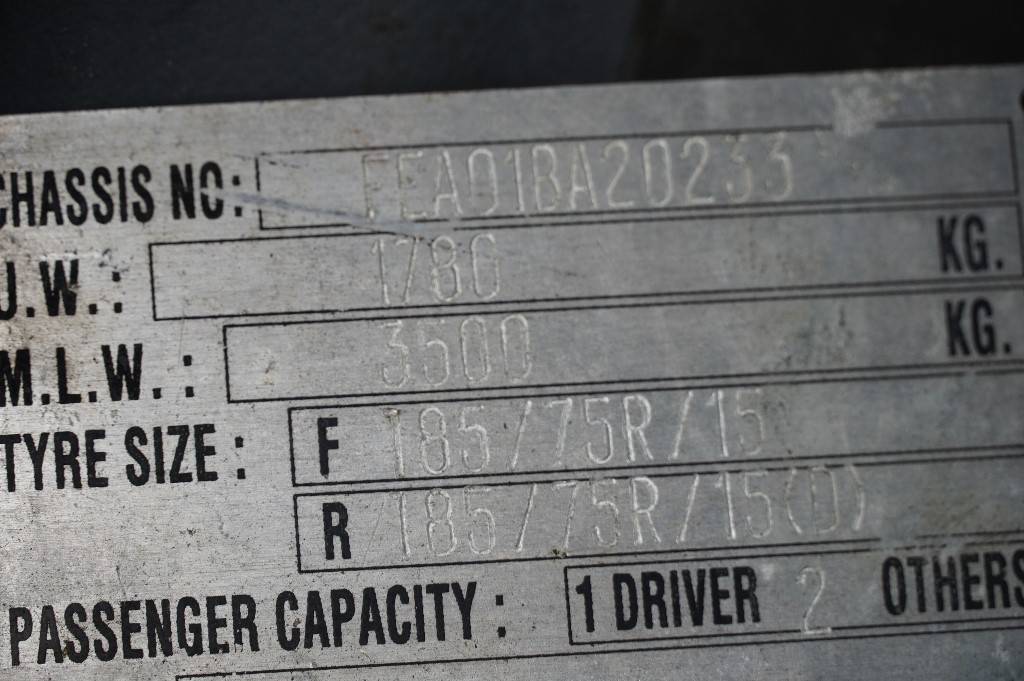 CHASSIS NO: FEA01BA20233
U.W.: 1780 KG.
M.L.W.: 3500 KG.
TYRE SIZE: F 185/75R/15
R 185/75R/15(D)
PASSENGER CAPACITY: 1 DRIVER 2 OTHERS